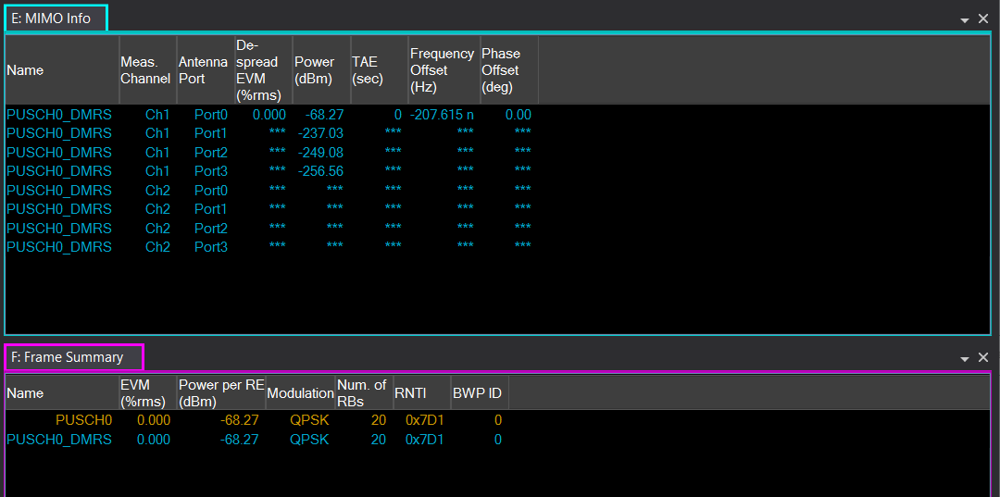 E: MIMO Info
Name Meas. Channel Antenna Port De-spread EVM (%rms) Power (dBm) TAE (sec) Frequency Offset (Hz) Phase Offset (deg)
PUSCH0_DMRS Ch1 Port0 0.000 -68.27 0 -207.615 n 0.00
PUSCH0_DMRS Ch1 Port1 *** -237.03 *** *** ***
PUSCH0_DMRS Ch1 Port2 *** -249.08 *** *** ***
PUSCH0_DMRS Ch1 Port3 *** -256.56 *** *** ***
PUSCH0_DMRS Ch2 Port0 *** *** *** *** ***
PUSCH0_DMRS Ch2 Port1 *** *** *** *** ***
PUSCH0_DMRS Ch2 Port2 *** *** *** *** ***
PUSCH0_DMRS Ch2 Port3 *** *** *** *** ***
F: Frame Summary
Name EVM (%rms) Power per RE (dBm) Modulation Num. of RBs RNTI BWP ID
PUSCH0 0.000 -68.27 QPSK 20 0x7D1 0
PUSCH0_DMRS 0.000 -68.27 QPSK 20 0x7D1 0